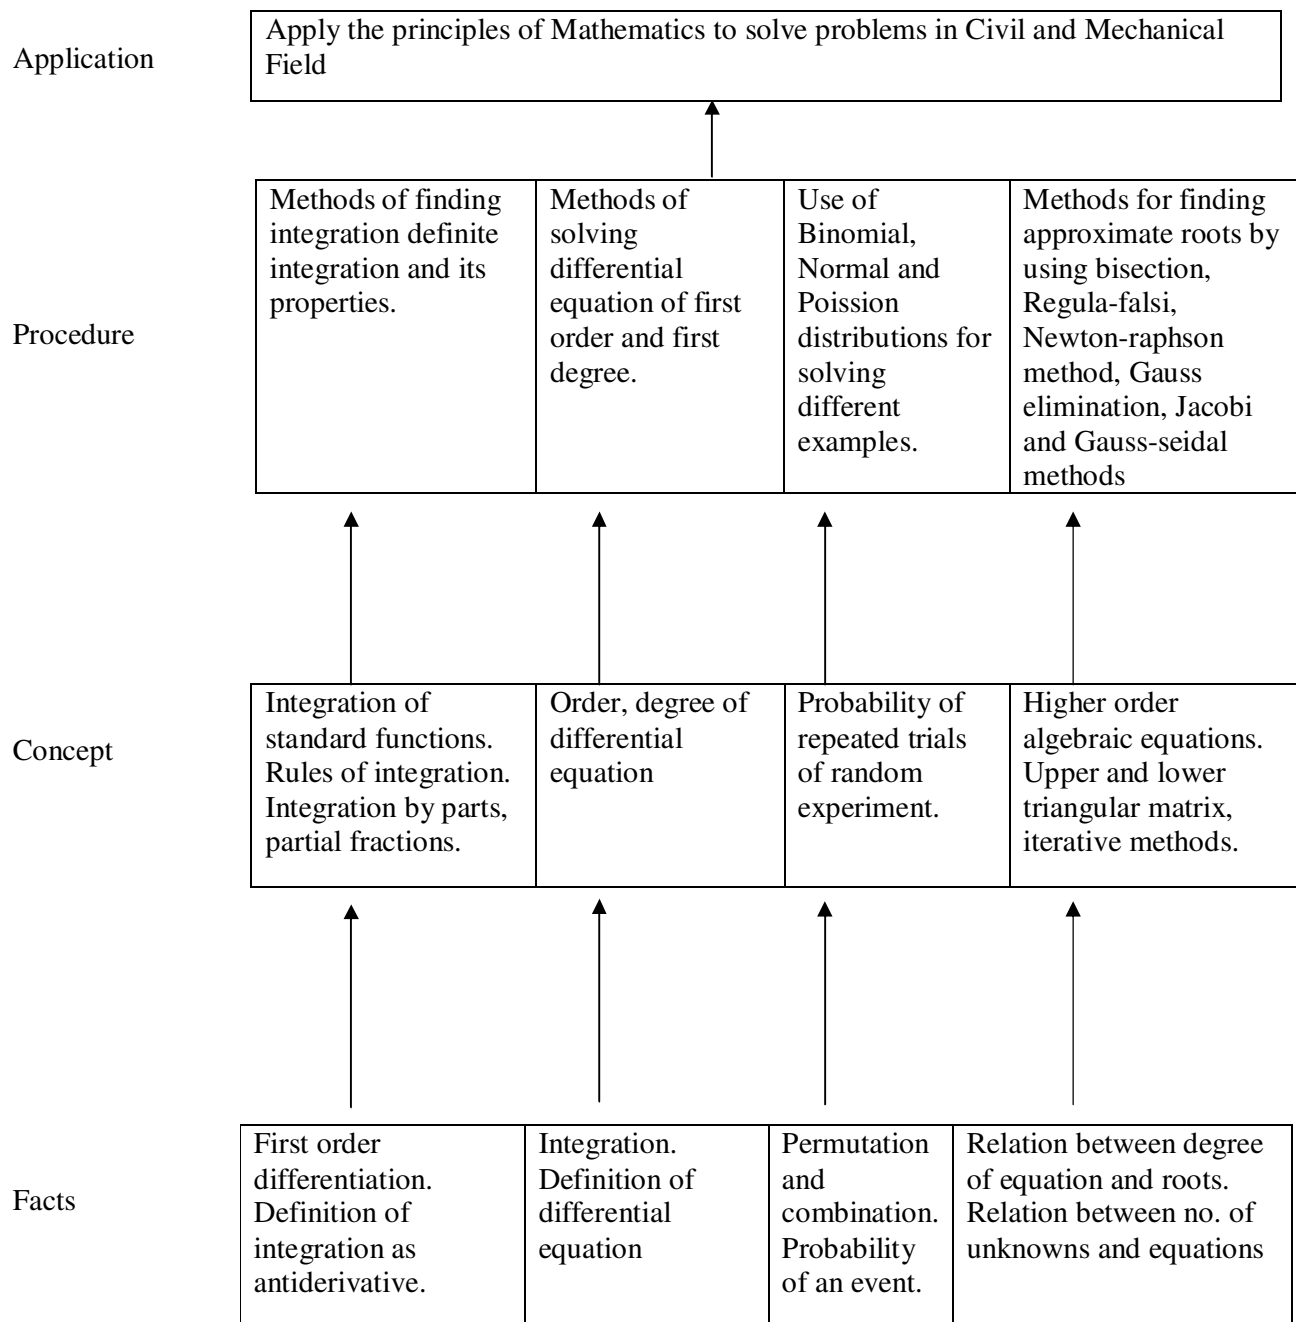 Application
Apply the principles of Mathematics to solve problems in Civil and Mechanical
Field
Procedure
Methods of finding
integration definite
integration and its
properties.
Methods of
solving
differential
equation of first
order and first
degree.
Use of
Binomial,
Normal and
Poission
distributions for
solving
different
examples.
Methods for finding
approximate roots by
using bisection,
Regula-falsi,
Newton-raphson
method, Gauss
elimination, Jacobi
and Gauss-seidal
methods
Concept
Integration of
standard functions.
Rules of integration.
Integration by parts,
partial fractions.
Order, degree of
differential
equation
Probability of
repeated trials
of random
experiment.
Higher order
algebraic equations.
Upper and lower
triangular matrix,
iterative methods.
Facts
First order
differentiation.
Definition of
integration as
antiderivative.
Integration.
Definition of
differential
equation
Permutation
and
combination.
Probability
of an event.
Relation between degree
of equation and roots.
Relation between no. of
unknowns and equations